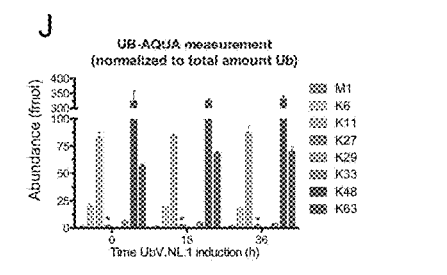 J
UB-AQUA measurement
(normalized to total amount Ub)
Abundance (fmol)
400
350
300
100
75
50
25
0
0
15
36
Time UbV.NL.1 induction (h)
M1
K6
K11
K27
K29
K33
K48
K63